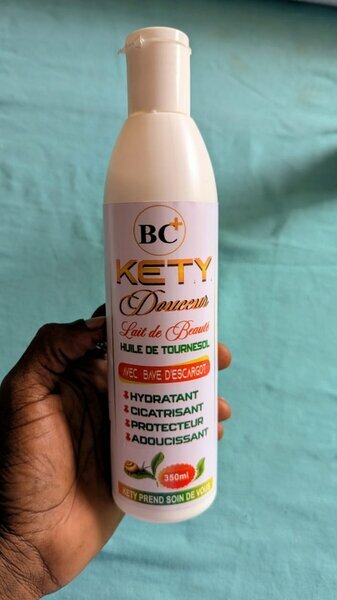 BC+
KETY
Douceur
Lait de Beauté
HUILE DE TOURNESOL
AVEC BAVE D'ESCARGOT
HYDRATANT
CICATRISANT
PROTECTEUR
ADOUCISSANT
350ml
KETY PREND SOIN DE VOUS